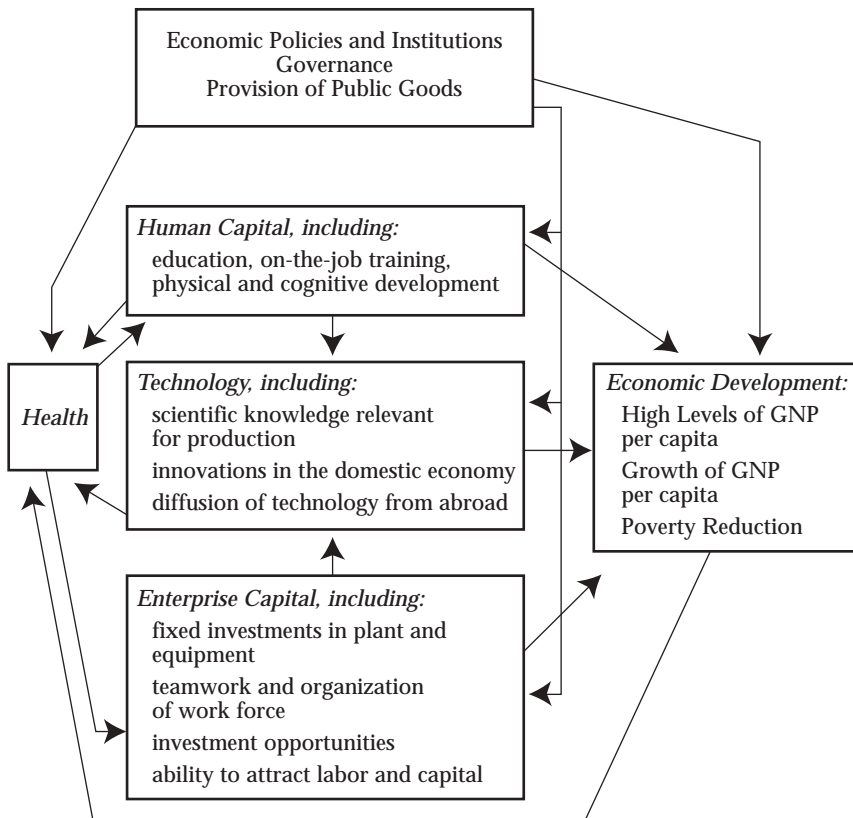 Economic Policies and Institutions
Governance
Provision of Public Goods
Human Capital, including:
education, on-the-job training,
physical and cognitive development
Health
Technology, including:
scientific knowledge relevant
for production
innovations in the domestic economy
diffusion of technology from abroad
Economic Development:
High Levels of GNP
per capita
Growth of GNP
per capita
Poverty Reduction
Enterprise Capital, including:
fixed investments in plant and
equipment
teamwork and organization
of work force
investment opportunities
ability to attract labor and capital